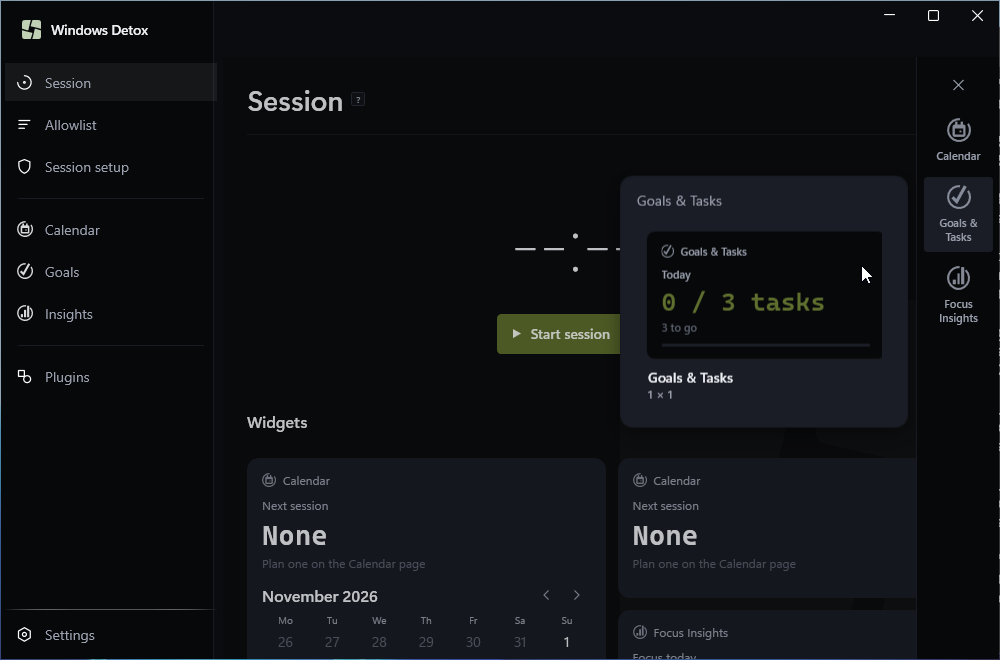 Windows Detox
Session
Allowlist
Session setup
Calendar
Goals
Insights
Plugins
Settings
Session ?
Start session
Widgets
Calendar
Next session
None
Plan one on the Calendar page
November 2026
Mo Tu We Th Fr Sa Su
26 27 28 29 30 31 1
Calendar
Next session
None
Plan one on the Calendar page
Focus Insights
Focus today
Goals & Tasks
Goals & Tasks
Today
0 / 3 tasks
3 to go
Goals & Tasks
1 × 1
Calendar
Goals &
Tasks
Focus
Insights